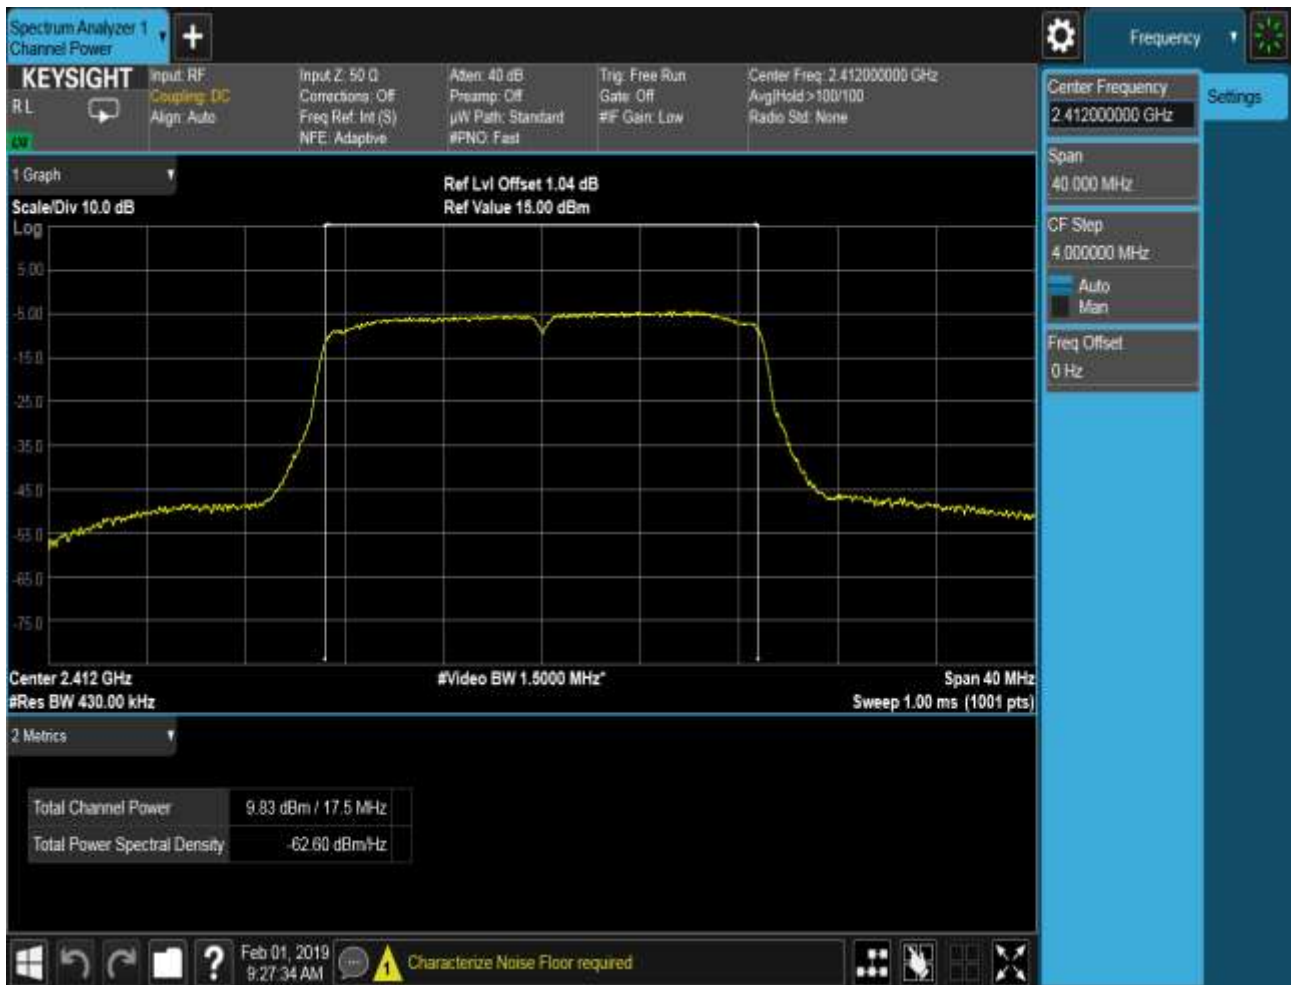 Spectrum Analyzer 1
Channel Power
Frequency
KEYSIGHT
R L
Input: RF
Coupling: DC
Align: Auto
Input Z: 50 Ω
Corrections: Off
Freq Ref: Int (S)
NFE: Adaptive
Atten: 40 dB
Preamp: Off
µW Path: Standard
#PNO: Fast
Trig: Free Run
Gate: Off
#IF Gain: Low
Center Freq: 2.412000000 GHz
Avg|Hold:>100/100
Radio Std: None
Center Frequency
2.412000000 GHz
Settings
Span
40.000 MHz
CF Step
4.000000 MHz
Auto
Man
Freq Offset
0 Hz
1 Graph
Scale/Div 10.0 dB
Ref Lvl Offset 1.04 dB
Ref Value 15.00 dBm
Log
5.00
-5.00
-15.0
-25.0
-35.0
-45.0
-55.0
-65.0
-75.0
Center 2.412 GHz
#Video BW 1.5000 MHz*
Span 40 MHz
#Res BW 430.00 kHz
Sweep 1.00 ms (1001 pts)
2 Metrics
Total Channel Power 9.83 dBm / 17.5 MHz
Total Power Spectral Density -62.60 dBm/Hz
?
Feb 01, 2019
9:27:34 AM
1
Characterize Noise Floor required